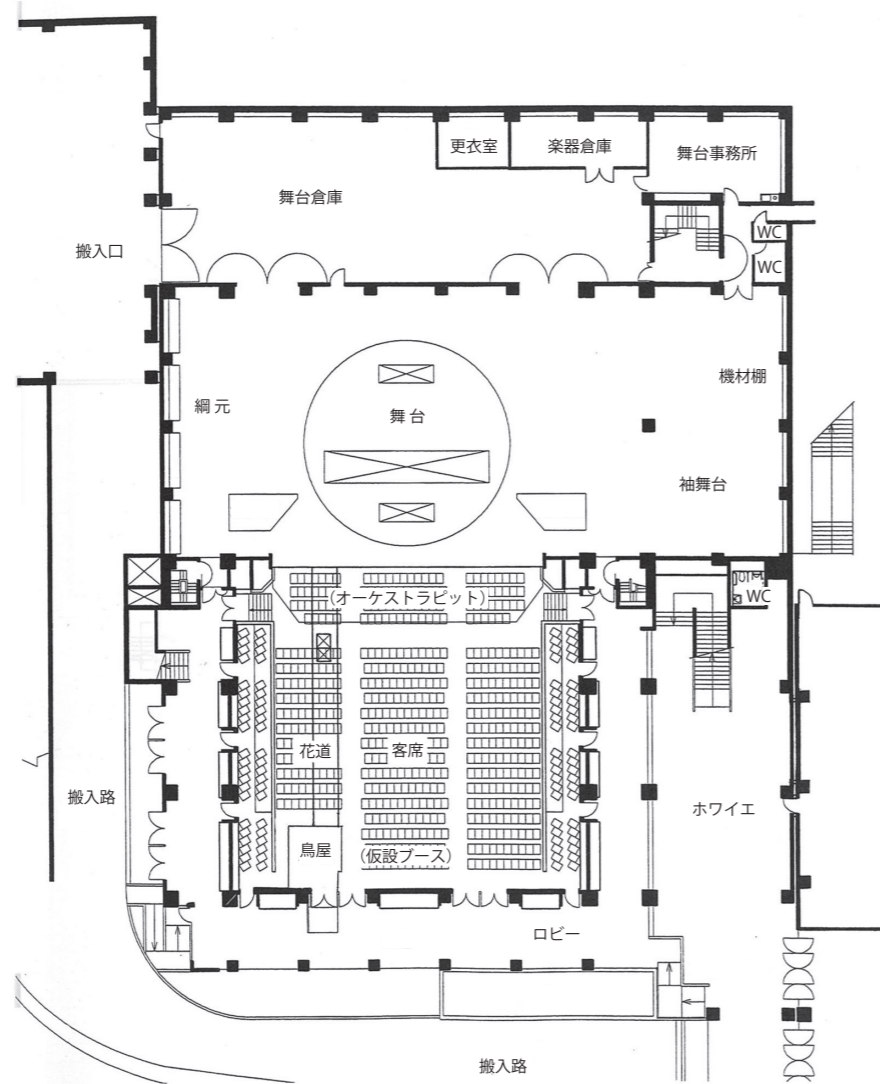 更衣室
楽器倉庫
舞台事務所
舞台倉庫
WC
搬入口
WC
機材棚
綱元
舞台
袖舞台
(オーケストラピット)
WC
花道
客席
搬入路
ホワイエ
鳥屋
(仮設ブース)
ロビー
搬入路